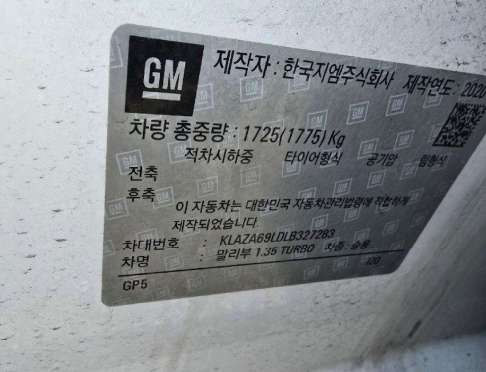 GM
제작자 : 한국지엠주식회사 제작연도 : 2020
차량 총중량 : 1725(1775) Kg
적차시하중 타이어형식 공기압 림형식
전축
후축
이 자동차는 대한민국 자동차관리법령에 적합하게
제작되었습니다.
차대번호 : KLAZA69LDLB327283
차명 : 말리부 1.35 TURBO 차종 : 승용
GP5